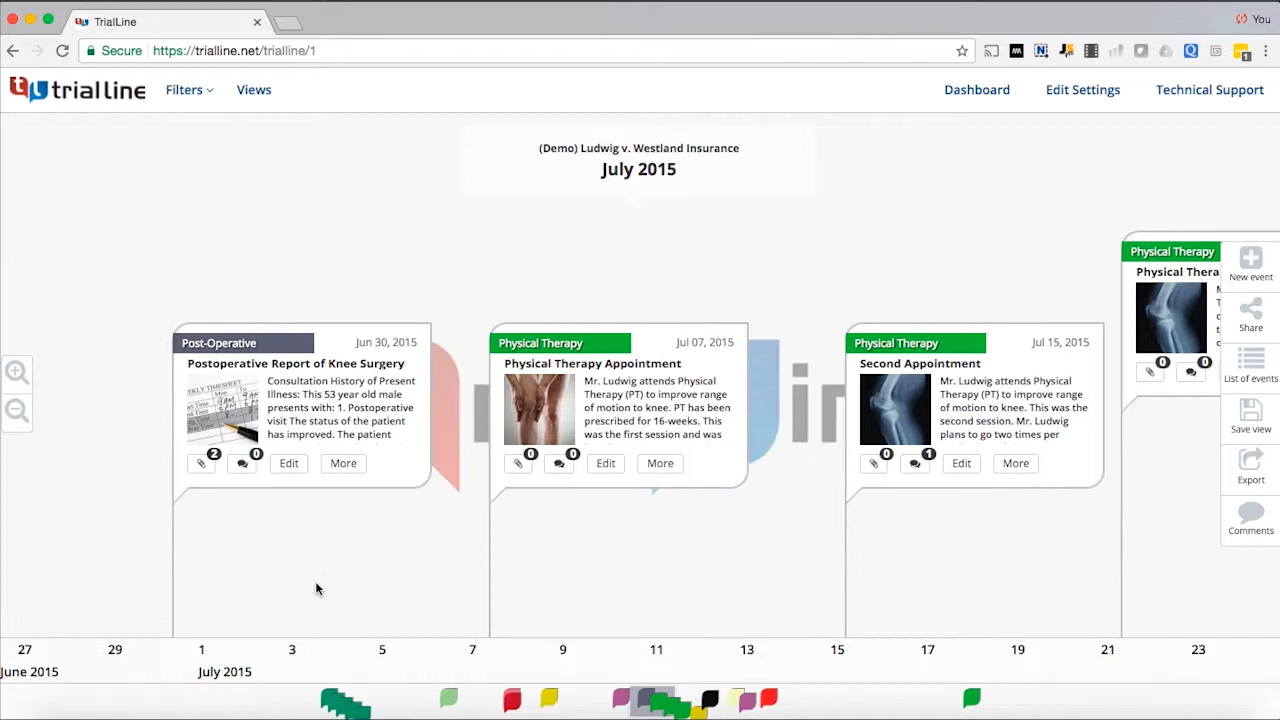 TrialLine
You
Secure https://trialline.net/trialline/1
1
trialline Filters Views Dashboard Edit Settings Technical Support
(Demo) Ludwig v. Westland Insurance
July 2015
Physical Therapy
Physical Thera
0 0
New event
Share
List of events
Save view
Export
Comments
Post-Operative Jun 30, 2015
Postoperative Report of Knee Surgery
Consultation History of Present
Illness: This 53 year old male
presents with: 1. Postoperative
visit The status of the patient
has improved. The patient
2 0 Edit More
Physical Therapy Jul 07, 2015
Physical Therapy Appointment
Mr. Ludwig attends Physical
Therapy (PT) to improve range
of motion to knee. PT has been
prescribed for 16-weeks. This
was the first session and was
0 0 Edit More
Physical Therapy Jul 15, 2015
Second Appointment
Mr. Ludwig attends Physical
Therapy (PT) to improve range
of motion to knee. This was the
second session. Mr. Ludwig
plans to go two times per
0 1 Edit More
27 29 1 3 5 7 9 11 13 15 17 19 21 23
June 2015 July 2015